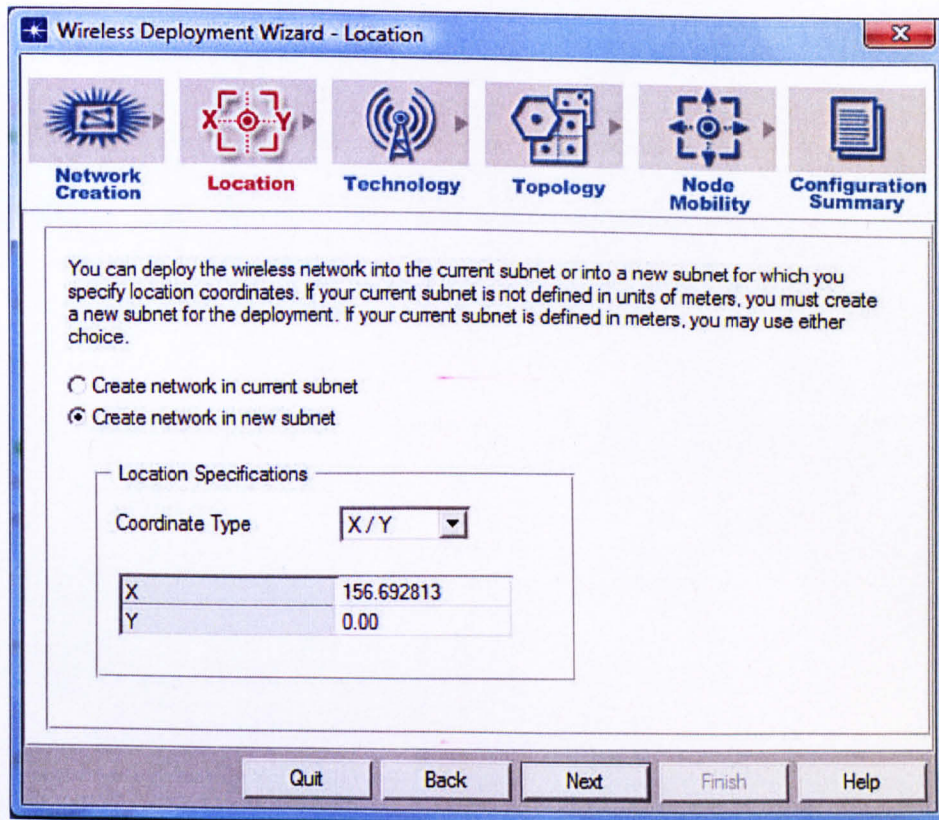 Wireless Deployment Wizard - Location
X
X Y
Network Creation
Location
Technology
Topology
Node Mobility
Configuration Summary
You can deploy the wireless network into the current subnet or into a new subnet for which you
specify location coordinates. If your current subnet is not defined in units of meters, you must create
a new subnet for the deployment. If your current subnet is defined in meters, you may use either
choice.
Create network in current subnet
Create network in new subnet
Location Specifications
Coordinate Type X / Y
X 156.692813
Y 0.00
Quit Back Next Finish Help